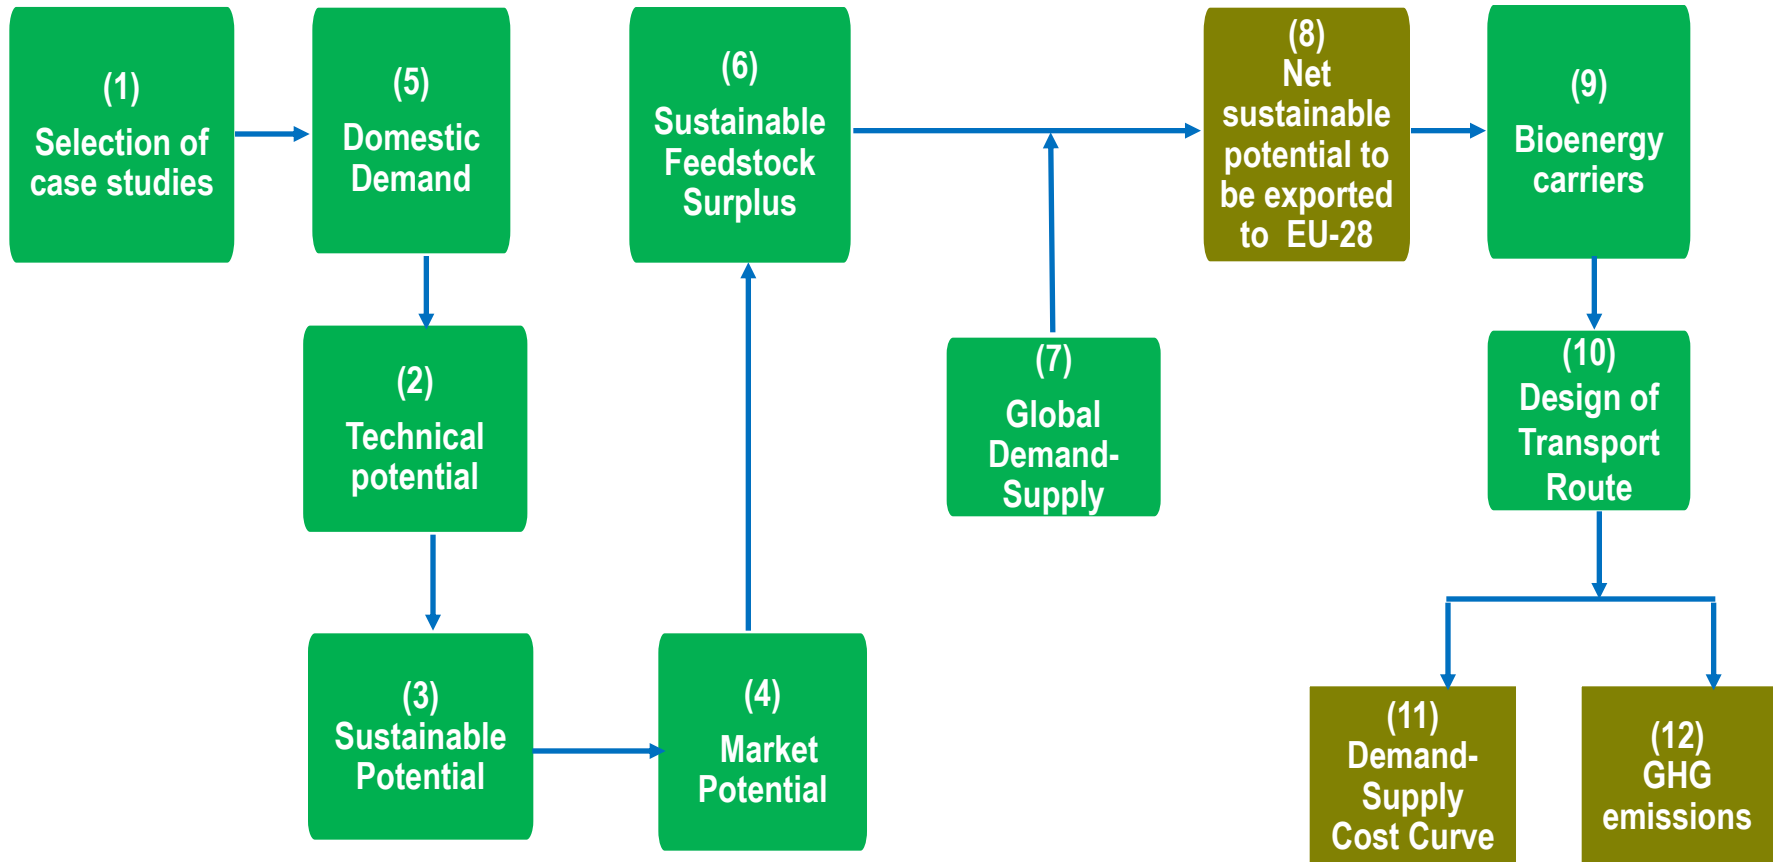 (1)
Selection of
case studies
(5)
Domestic
Demand
(2)
Technical
potential
(3)
Sustainable
Potential
(4)
Market
Potential
(6)
Sustainable
Feedstock
Surplus
(7)
Global
Demand-
Supply
(8)
Net
sustainable
potential to
be exported
to EU-28
(9)
Bioenergy
carriers
(10)
Design of
Transport
Route
(11)
Demand-
Supply
Cost Curve
(12)
GHG
emissions